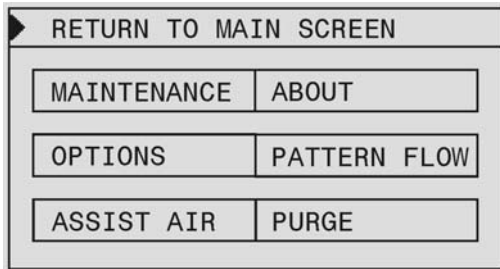 RETURN TO MAIN SCREEN
MAINTENANCE ABOUT
OPTIONS PATTERN FLOW
ASSIST AIR PURGE